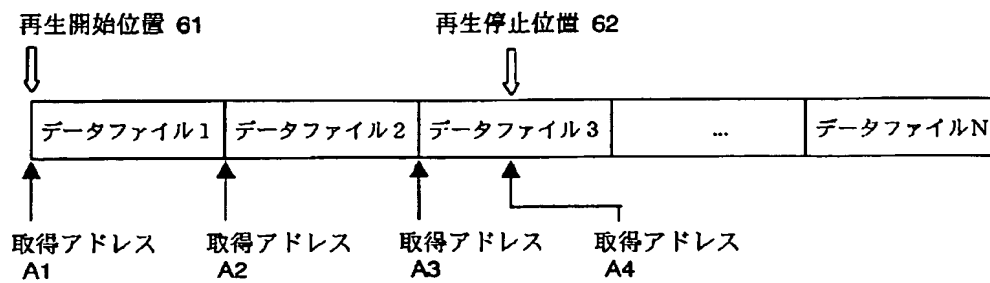 再生開始位置 61
再生停止位置 62
データファイル1
データファイル2
データファイル3
...
データファイルN
取得アドレス
A1
取得アドレス
A2
取得アドレス
A3
取得アドレス
A4